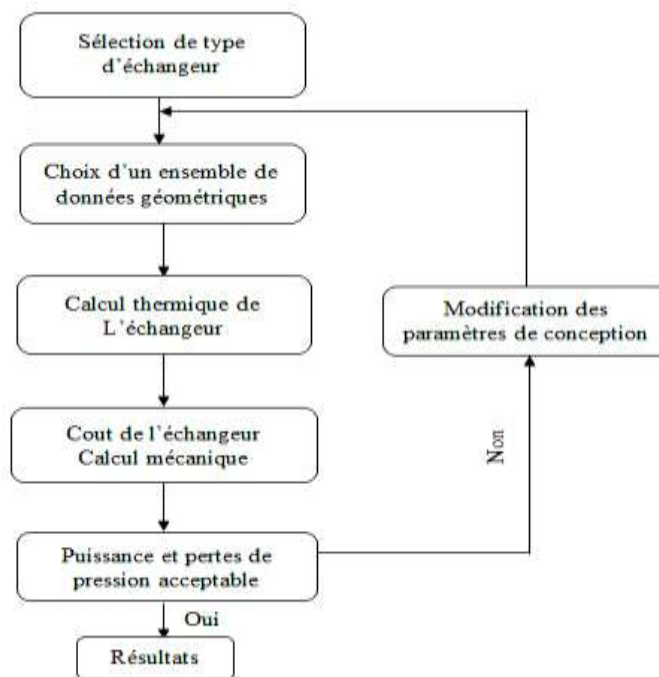 Sélection de type
d'échangeur
Choix d'un ensemble de
données géométriques
Calcul thermique de
L'échangeur
Modification des
paramètres de conception
Cout de l'échangeur
Calcul mécanique
Non
Puissance et pertes de
pression acceptable
Oui
Résultats